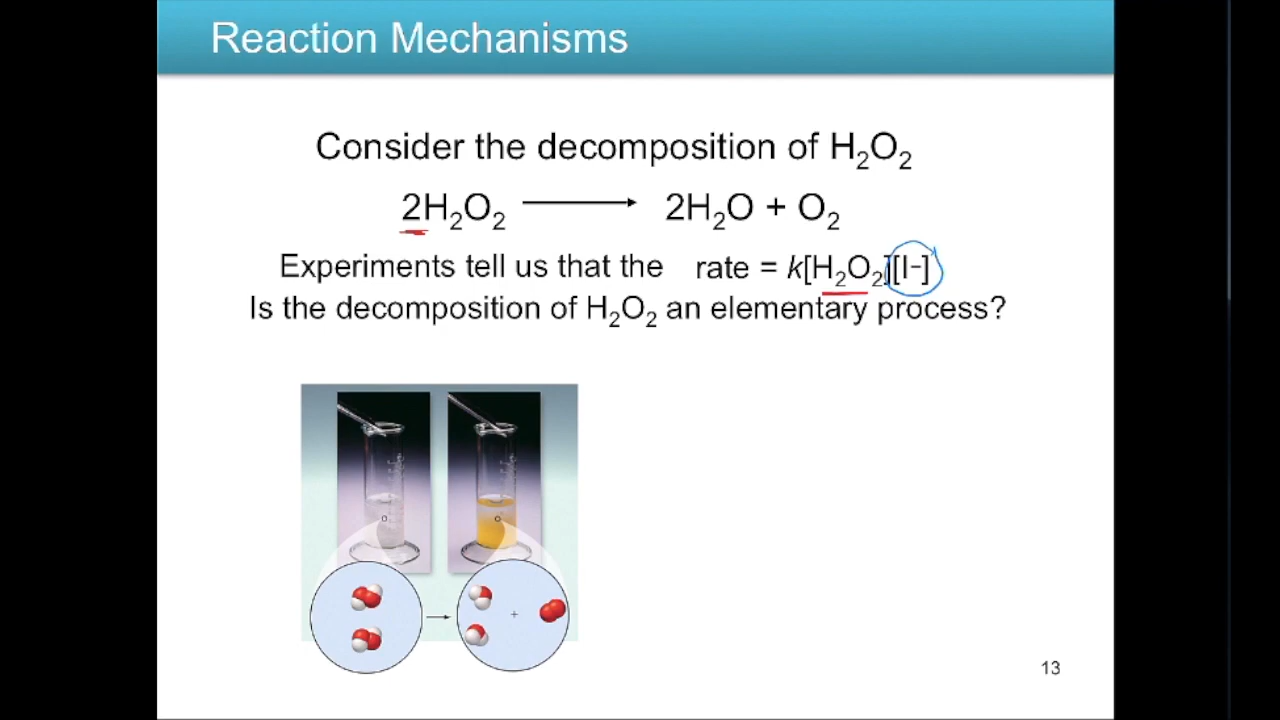 Reaction Mechanisms
Consider the decomposition of H₂O₂
2H₂O₂ → 2H₂O + O₂
Experiments tell us that the rate = k[H₂O₂][I–]
Is the decomposition of H₂O₂ an elementary process?
+
13